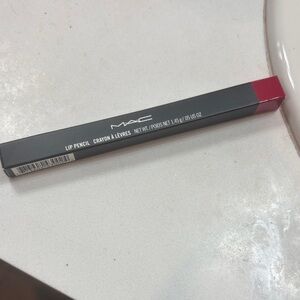 MAC
LIP PENCIL CRAYON À LÈVRES NET WT. / POIDS NET 1.45 g / .05 US OZ